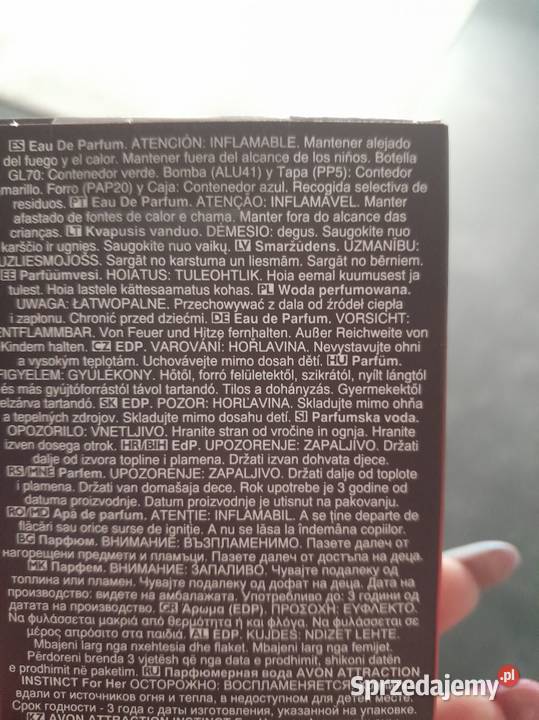 ES Eau De Parfum. ATENCIÓN: INFLAMABLE. Mantener alejado
del fuego y el calor. Mantener fuera del alcance de los niños. Botella
GL70: Contenedor verde. Bomba (ALU41) y Tapa (PP5): Contedor
marillo. Forro (PAP20) y Caja: Contenedor azul. Recogida selectiva de
residuos. PT Eau De Parfum. ATENÇÃO: INFLAMÁVEL. Manter
afastado de fontes de calor e chama. Manter fora do alcance das
crianças. LT Kvapusis vanduo. DĖMESIO: degus. Saugokite nuo
karščio ir ugnies. Saugokite nuo vaikų. LV Smaržūdens. UZMANĪBU:
UZLIESMOJOŠS. Sargāt no karstuma un liesmām. Sargāt no bērniem.
EE Parfüümvesi. HOIATUS: TULEOHTLIK. Hoia eemal kuumusest ja
tulest. Hoia lastele kättesaamatus kohas. PL Woda perfumowana.
UWAGA: ŁATWOPALNE. Przechowywać z dala od źródeł ciepła
i zapłonu. Chronić przed dziećmi. DE Eau de Parfum. VORSICHT:
ENTFLAMMBAR. Von Feuer und Hitze fernhalten. Außer Reichweite von
Kindern halten. CZ EDP. VAROVÁNÍ: HOŘLAVINA. Nevystavujte ohni
a vysokým teplotám. Uchovávejte mimo dosah dětí. HU Parfüm.
FIGYELEM: GYÚLÉKONY. Hőtől, forró felületektől, szikrától, nyílt lángtól
és más gyújtóforrástól távol tartandó. Tilos a dohányzás. Gyermekektől
elzárva tartandó. SK EDP. POZOR: HORĽAVINA. Skladujte mimo ohňa
a tepelných zdrojov. Skladujte mimo dosahu detí. SI Parfumska voda.
OPOZORILO: VNETLJIVO. Hranite stran od vročine in ognja. Hranite
izven dosega otrok. HR/BIH EdP. UPOZORENJE: ZAPALJIVO. Držati
dalje od izvora topline i plamena. Držati izvan dohvata djece.
RS/MNE Parfem. UPOZORENJE: ZAPALJIVO. Držati dalje od toplote
i plamena. Držati van domašaja dece. Rok upotrebe je 3 godine od
datuma proizvodnje. Datum proizvodnje je utisnut na pakovanju.
RO/MD Apă de parfum. ATENȚIE: INFLAMABIL. A se ține departe de
flăcări sau orice surse de igniție. A nu se lăsa la îndemâna copiilor.
BG Парфюм. ВНИМАНИЕ: ВЪЗПЛАМЕНИМО. Пазете далеч от
нагорещени предмети и пламъци. Пазете далеч от достъпа на деца.
MK Парфем. ВНИМАНИЕ: ЗАПАЛИВО. Чувајте подалеку од
топлина или пламен. Чувајте подалеку од дофат на деца. Дата на
производство: видете на амбалажата. Употребливо до: 3 години од
датата на производство. GR Άρωμα (EDP). ΠΡΟΣΟΧΗ: ΕΥΦΛΕΚΤΟ.
Να φυλάσσεται μακριά από θερμότητα ή και φλόγα. Να φυλάσσεται σε
μέρος απρόσιτο στα παιδιά. AL EDP. KUJDES: NDIZET LEHTE.
Mbajeni larg nga nxehtesia dhe flaket. Mbajeni larg nga femijet.
Përdoreni brenda 3 vjetësh që nga data e prodhimit, shikoni datën
e prodhimit në paketim. RU Парфюмерная вода AVON ATTRACTION
INSTINCT For Her ОСТОРОЖНО: ВОСПЛАМЕНЯЕТСЯ
вдали от источников огня и тепла, в недоступном для детей месте.
Срок годности - 3 года с даты изготовления, указанной на упаковке.
KZ AVON ATTRACTION INSTINCT
Sprzedajemy.pl